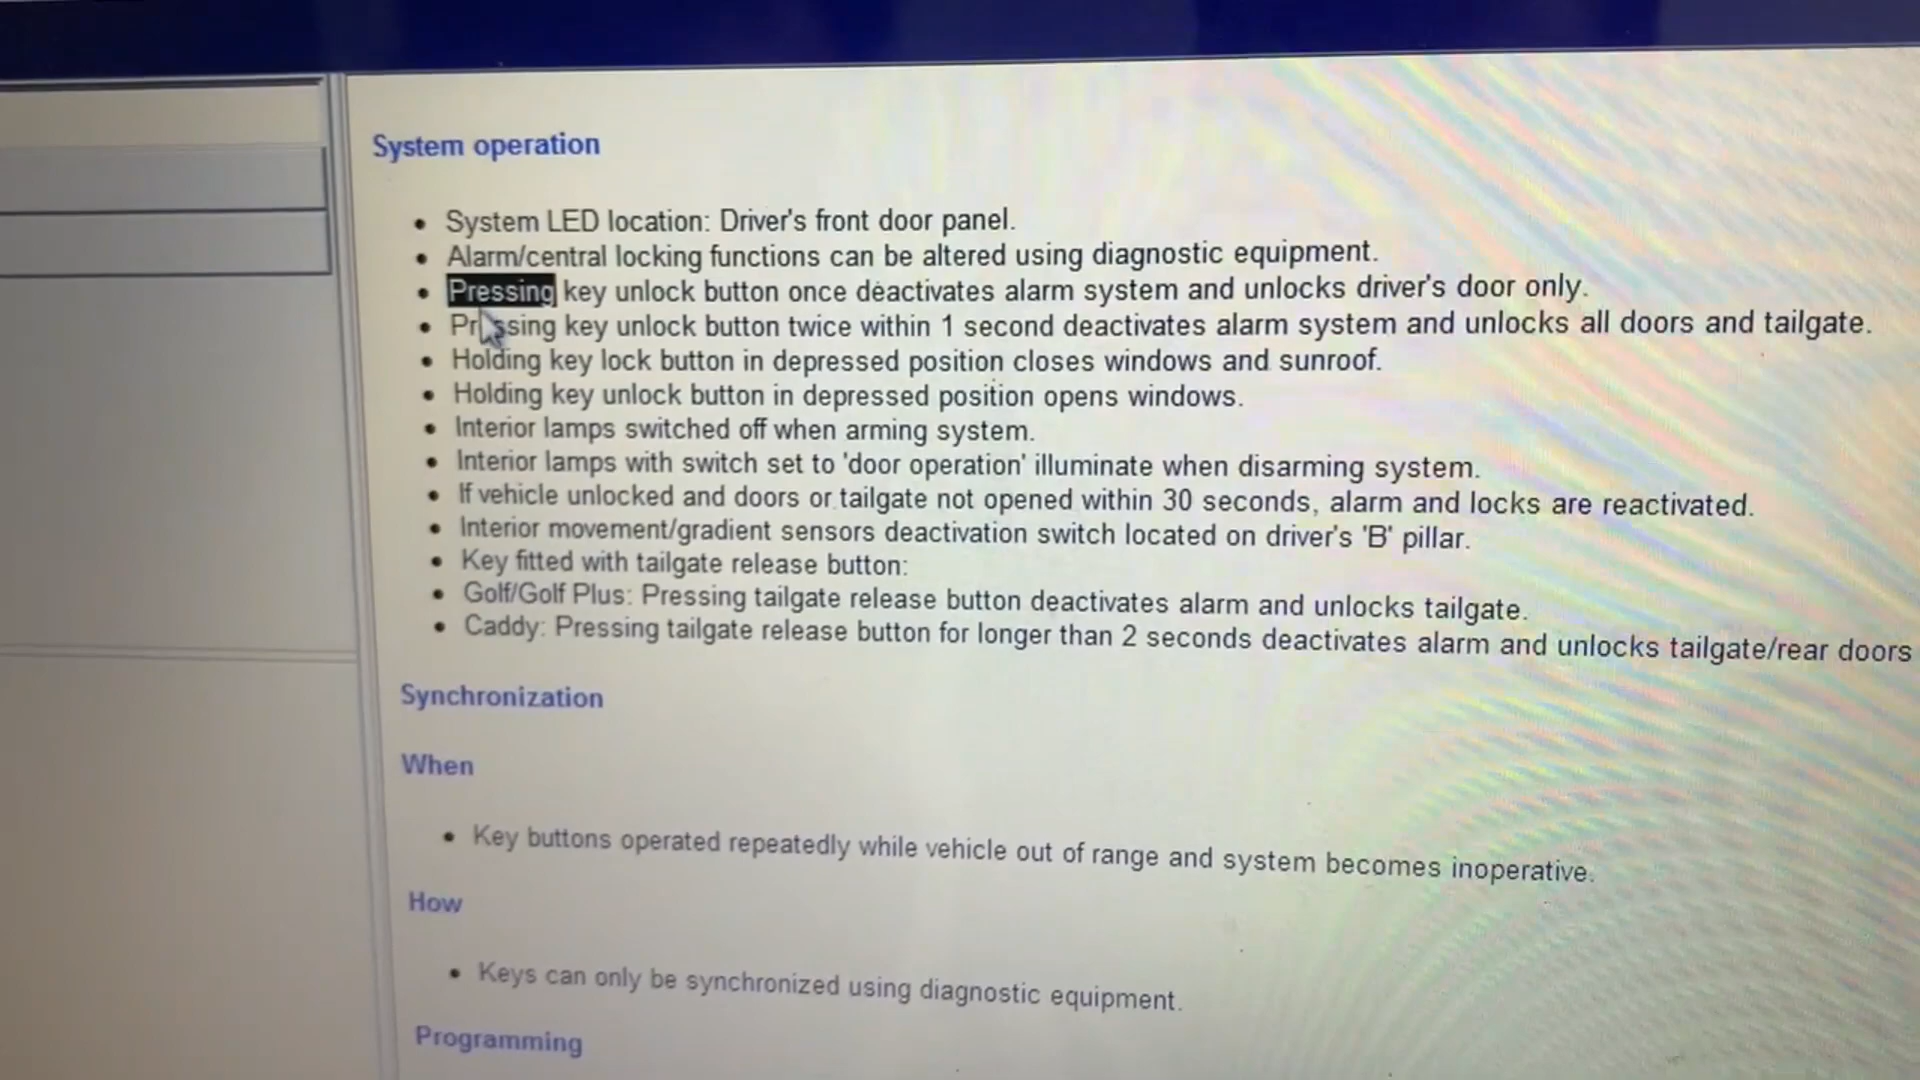 System operation
• System LED location: Driver's front door panel.
• Alarm/central locking functions can be altered using diagnostic equipment.
• Pressing key unlock button once deactivates alarm system and unlocks driver's door only.
• Pressing key unlock button twice within 1 second deactivates alarm system and unlocks all doors and tailgate.
• Holding key lock button in depressed position closes windows and sunroof.
• Holding key unlock button in depressed position opens windows.
• Interior lamps switched off when arming system.
• Interior lamps with switch set to 'door operation' illuminate when disarming system.
• If vehicle unlocked and doors or tailgate not opened within 30 seconds, alarm and locks are reactivated.
• Interior movement/gradient sensors deactivation switch located on driver's 'B' pillar.
• Key fitted with tailgate release button:
• Golf/Golf Plus: Pressing tailgate release button deactivates alarm and unlocks tailgate.
• Caddy: Pressing tailgate release button for longer than 2 seconds deactivates alarm and unlocks tailgate/rear doors
Synchronization
When
• Key buttons operated repeatedly while vehicle out of range and system becomes inoperative.
How
• Keys can only be synchronized using diagnostic equipment.
Programming